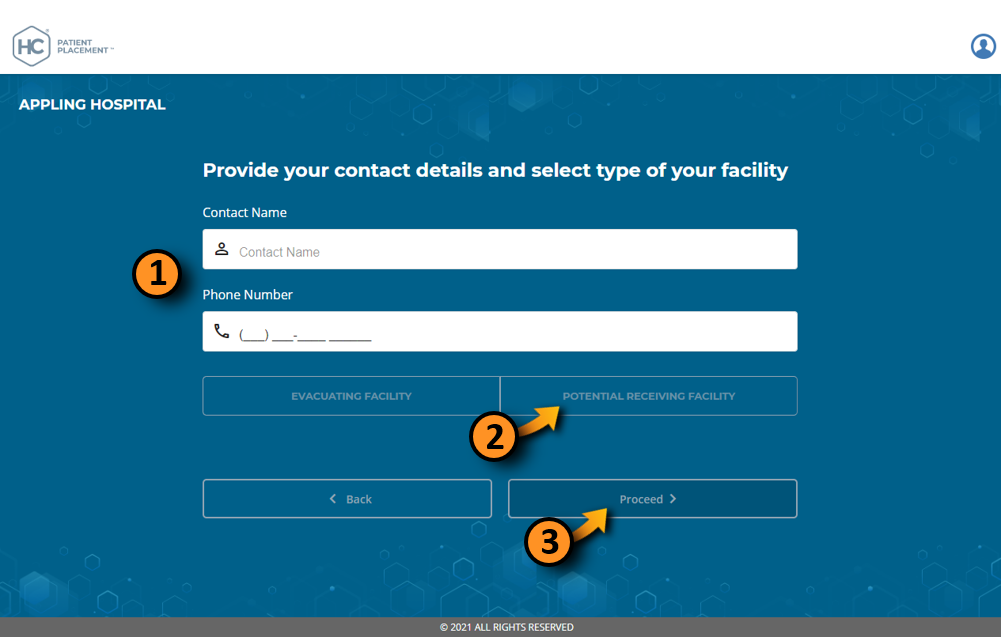 HC PATIENT
PLACEMENT ™
APPLING HOSPITAL
Provide your contact details and select type of your facility
Contact Name
Contact Name
1
Phone Number
(___) ___-____ ______
EVACUATING FACILITY
POTENTIAL RECEIVING FACILITY
2
Back
Proceed
3
© 2021 ALL RIGHTS RESERVED